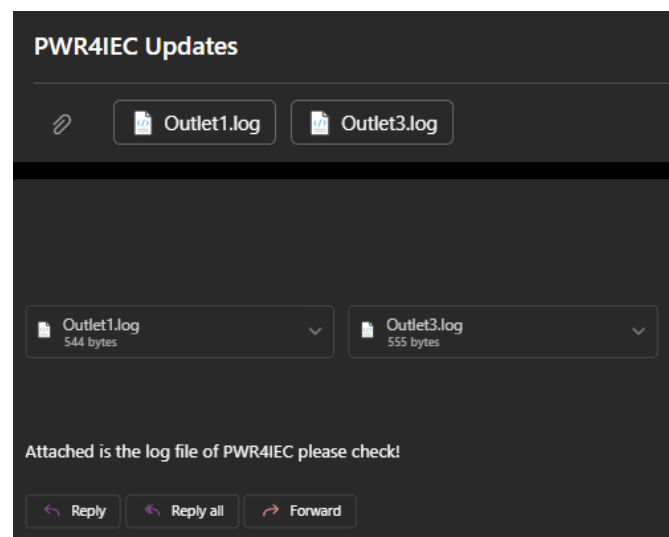 PWR4IEC Updates
Outlet1.log Outlet3.log
Outlet1.log Outlet3.log
544 bytes 555 bytes
Attached is the log file of PWR4IEC please check!
Reply Reply all Forward